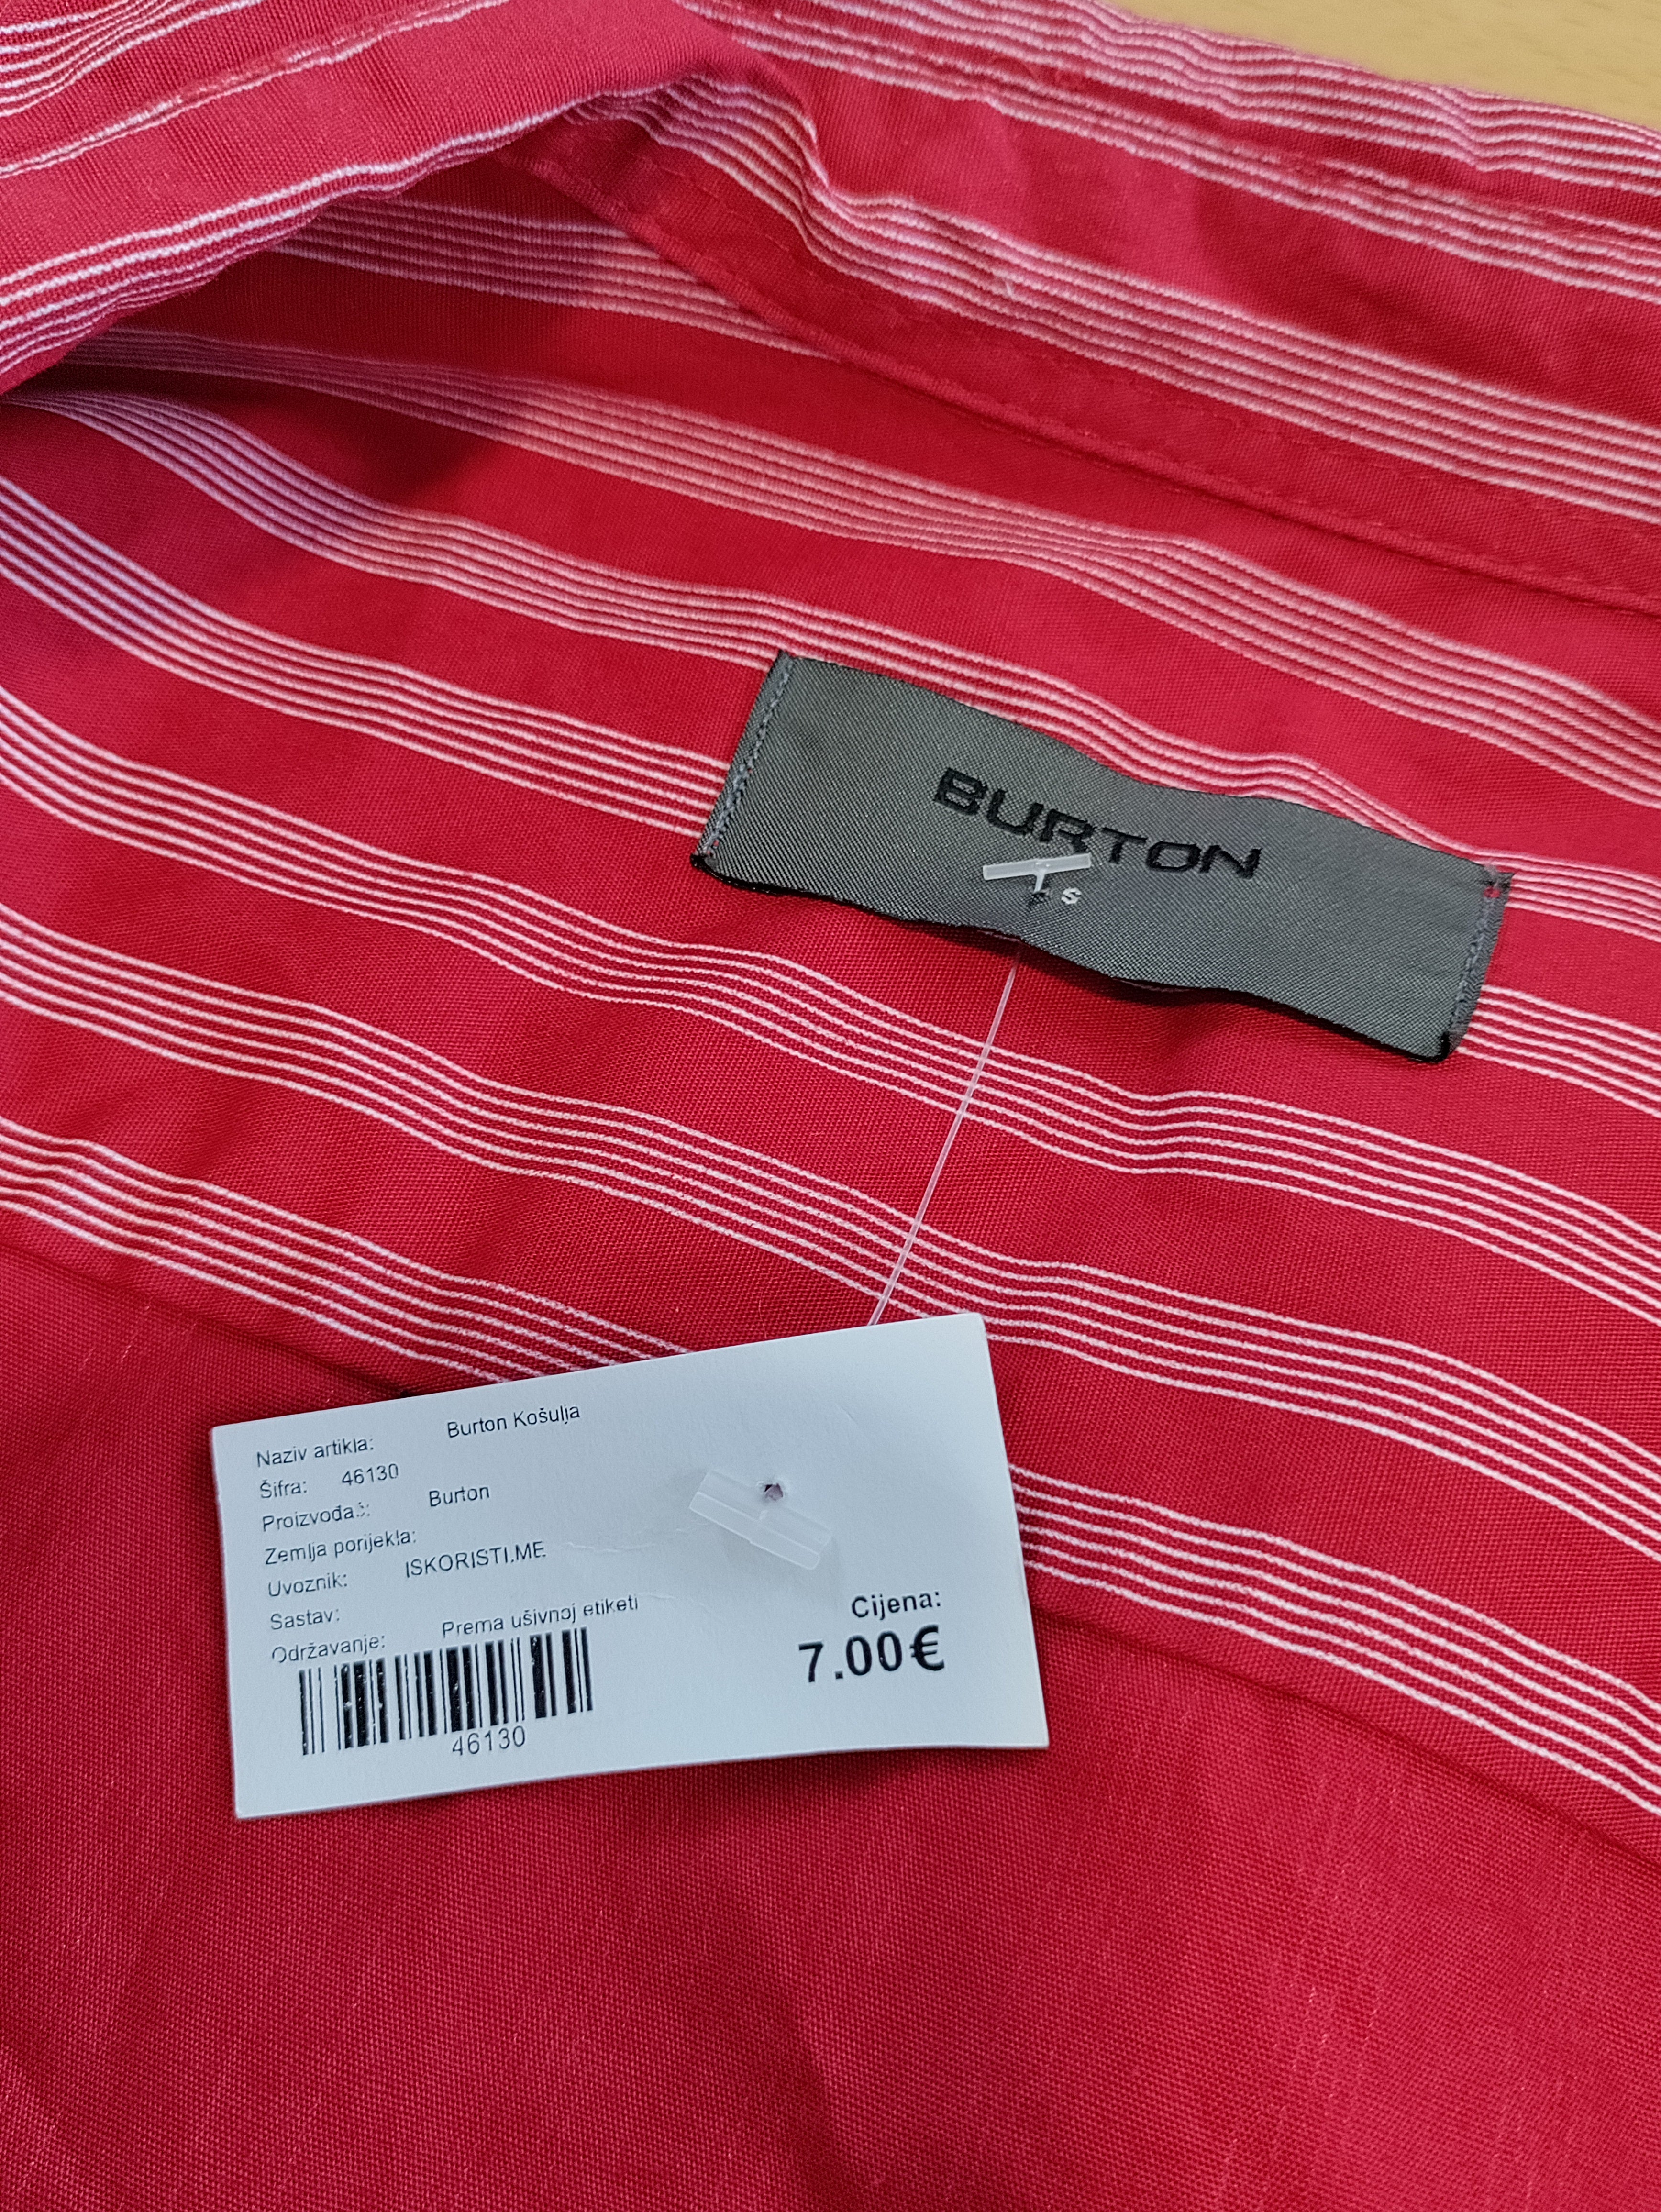 BURTON
S
Naziv artikla: Burton Košulja
Šifra: 46130
Proizvođač: Burton
Zemlja porijekla:
Uvoznik: ISKORISTI.ME
Sastav:
Održavanje: Prema ušivnoj etiketi
46130
Cijena:
7.00€